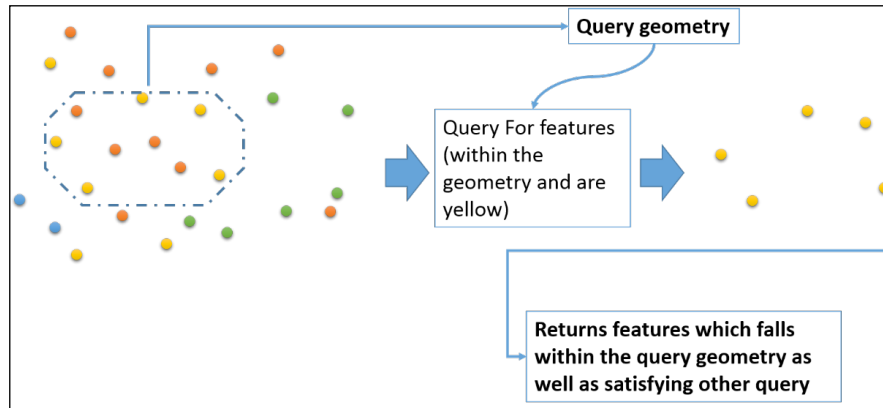 Query geometry
Query For features
(within the
geometry and are
yellow)
Returns features which falls
within the query geometry as
well as satisfying other query